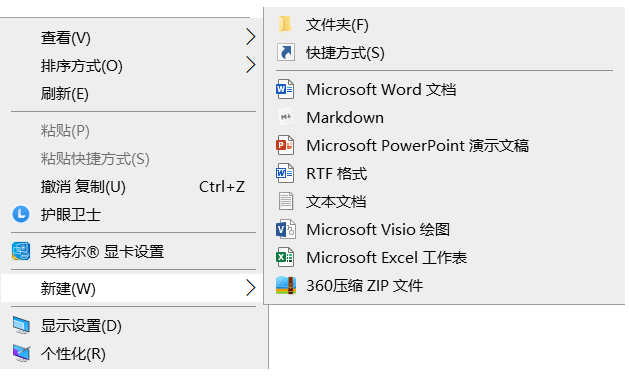 查看(V)
排序方式(O)
刷新(E)
粘贴(P)
粘贴快捷方式(S)
撤消 复制(U) Ctrl+Z
护眼卫士
英特尔® 显卡设置
新建(W)
显示设置(D)
个性化(R)
文件夹(F)
快捷方式(S)
Microsoft Word 文档
Markdown
Microsoft PowerPoint 演示文稿
RTF 格式
文本文档
Microsoft Visio 绘图
Microsoft Excel 工作表
360压缩 ZIP 文件